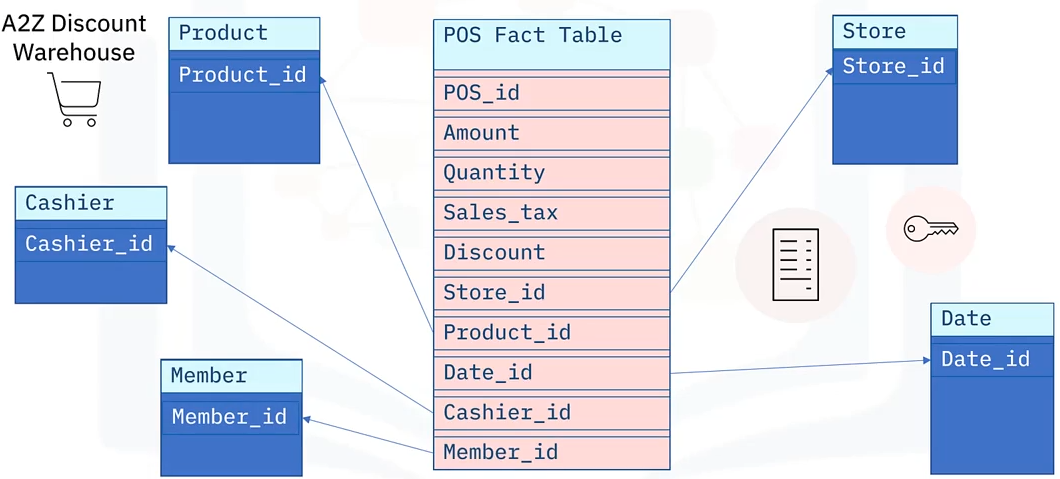 A2Z Discount
Warehouse
Product
Product_id
Cashier
Cashier_id
Member
Member_id
POS Fact Table
POS_id
Amount
Quantity
Sales_tax
Discount
Store_id
Product_id
Date_id
Cashier_id
Member_id
Store
Store_id
Date
Date_id